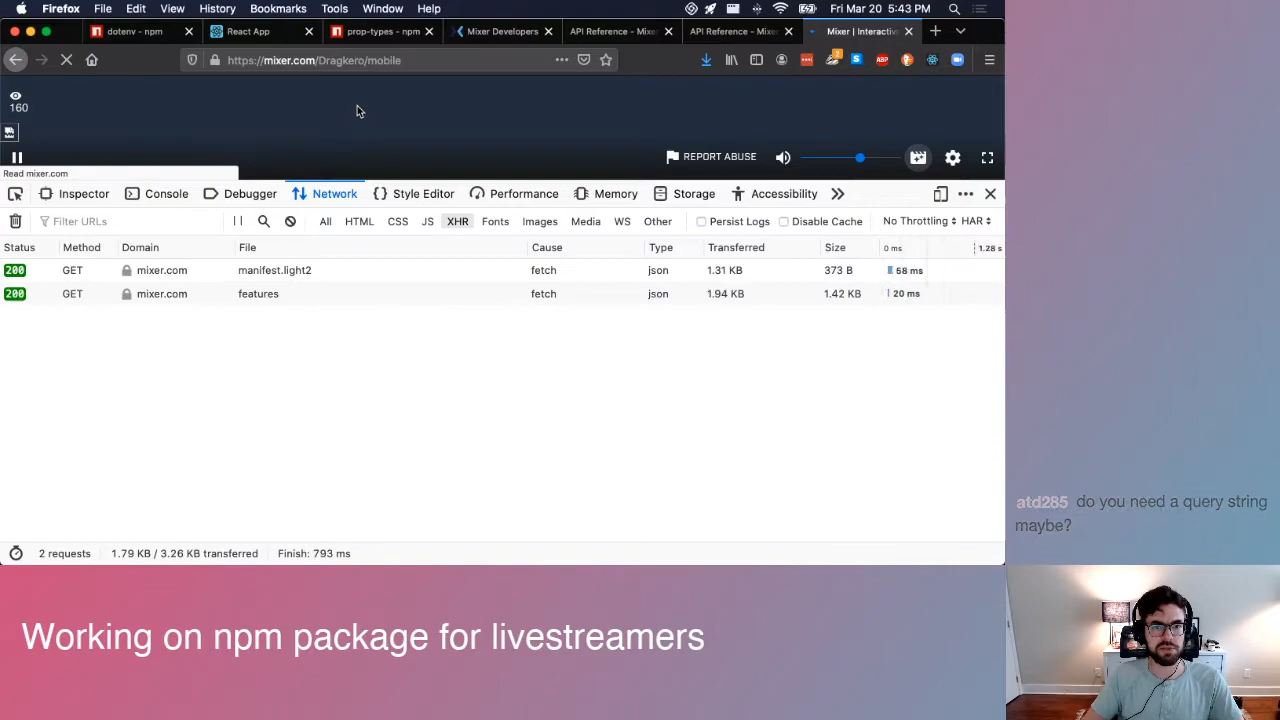 Firefox File Edit View History Bookmarks Tools Window Help Fri Mar 20 5:43 PM
dotenv - npm React App prop-types - npm Mixer Developers API Reference - Mixe API Reference - Mixe Mixer | Interactiv
https://mixer.com/Dragkero/mobile 2 ABP
160
REPORT ABUSE
Read mixer.com
Inspector Console Debugger Network Style Editor Performance Memory Storage Accessibility
Filter URLs All HTML CSS JS XHR Fonts Images Media WS Other Persist Logs Disable Cache No Throttling HAR
Status Method Domain File Cause Type Transferred Size 0 ms 1.28 s
200 GET mixer.com manifest.light2 fetch json 1.31 KB 373 B 58 ms
200 GET mixer.com features fetch json 1.94 KB 1.42 KB 20 ms
atd285 do you need a query string
maybe?
2 requests 1.79 KB / 3.26 KB transferred Finish: 793 ms
Working on npm package for livestreamers